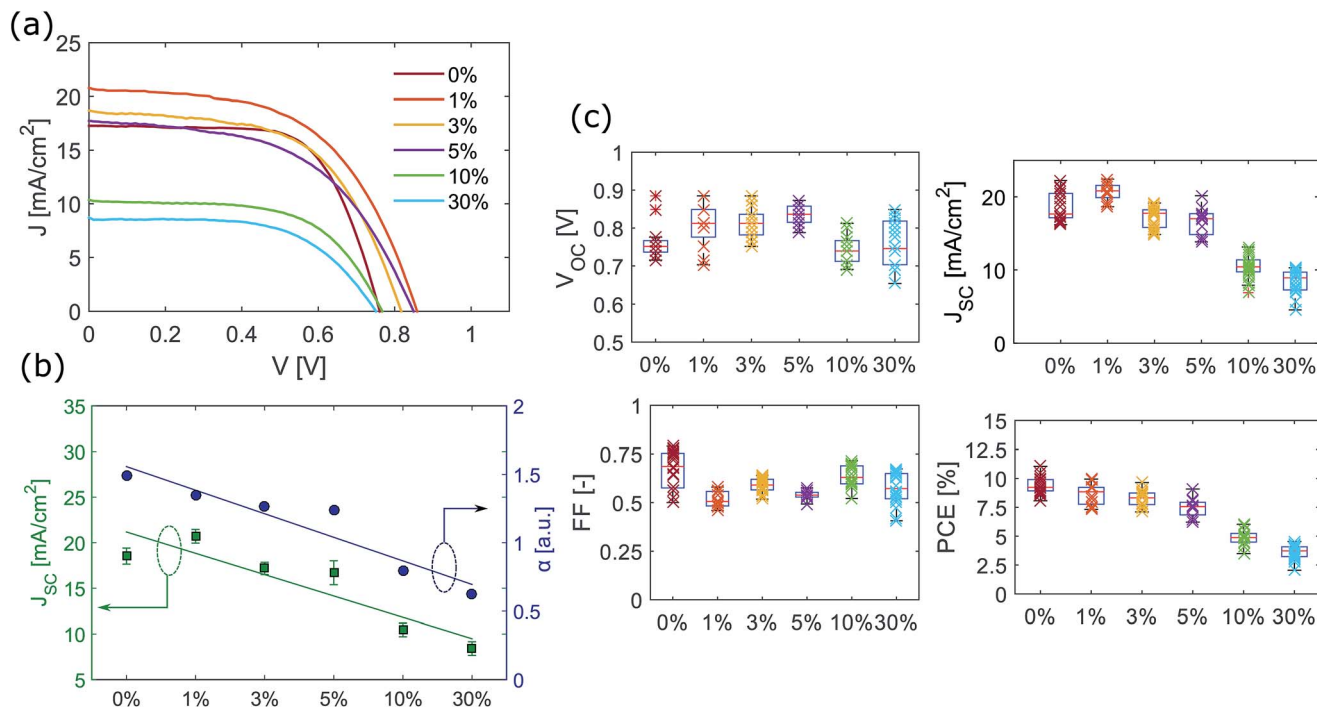 (a)
25
20
15
10
5
0
J [mA/cm²]
0 0.2 0.4 0.6 0.8 1
V [V]
0%
1%
3%
5%
10%
30%
(b)
35
30
25
20
15
10
5
J_SC [mA/cm²]
2
1.5
1
0.5
0
α [a.u.]
0% 1% 3% 5% 10% 30%
(c)
1
0.9
0.8
0.7
0.6
0.5
V_OC [V]
0% 1% 3% 5% 10% 30%
20
10
0
J_SC [mA/cm²]
0% 1% 3% 5% 10% 30%
1
0.75
0.5
0.25
0
FF [-]
0% 1% 3% 5% 10% 30%
15
12.5
10
7.5
5
2.5
0
PCE [%]
0% 1% 3% 5% 10% 30%